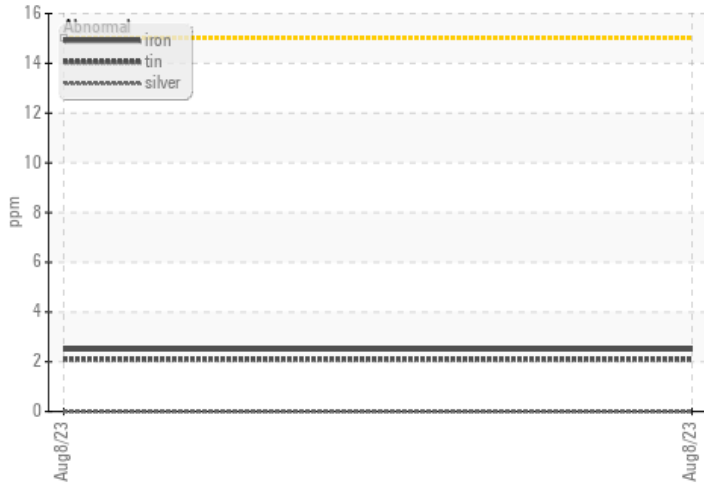 16
Abnormal
iron
tin
silver
14
12
10
8
6
4
2
0
ppm
Aug8/23
Aug8/23